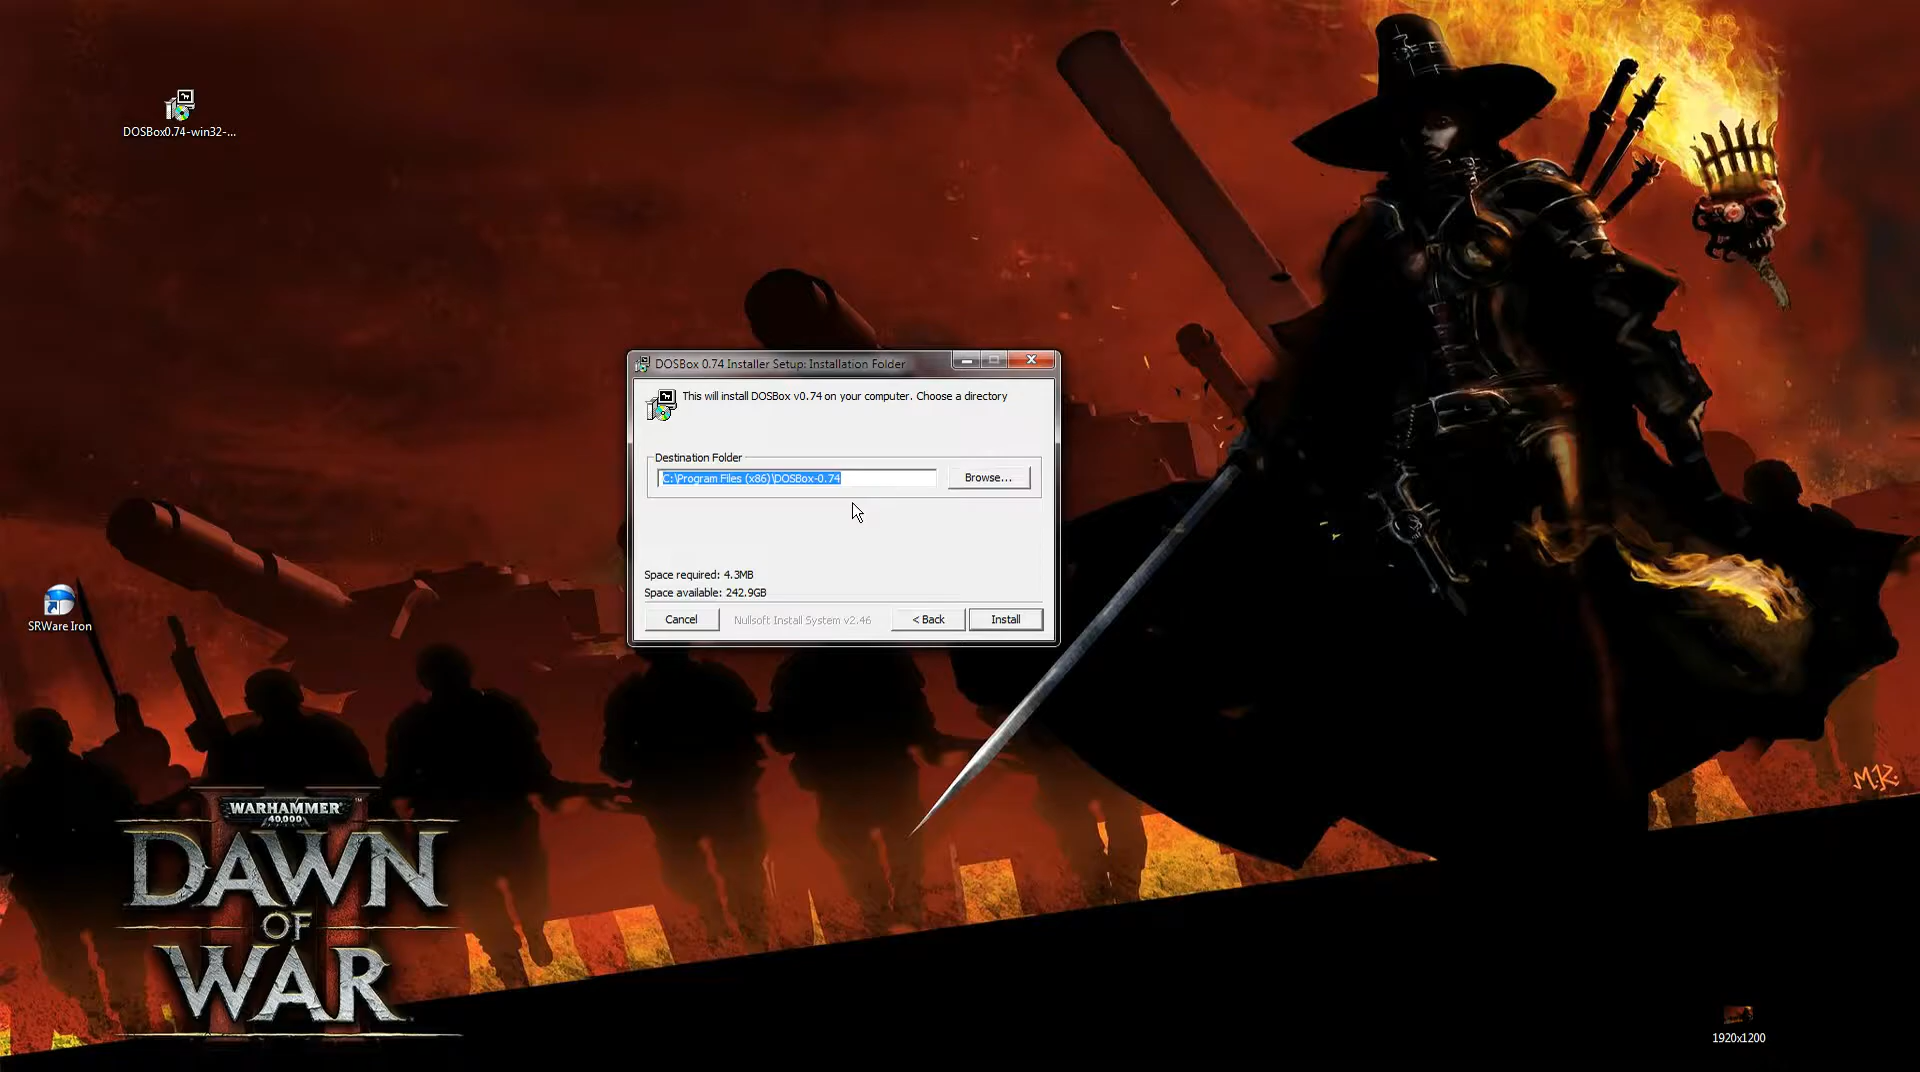 DOSBox0.74-win32-...
DOSBox 0.74 Installer Setup: Installation Folder
This will install DOSBox v0.74 on your computer. Choose a directory
Destination Folder
C:\Program Files (x86)\DOSBox-0.74
Browse...
Space required: 4.3MB
Space available: 242.9GB
Cancel
Nullsoft Install System v2.46
< Back
Install
SRWare Iron
M.K.
WARHAMMER™
40,000
DAWN
OF
WAR
II
1920x1200